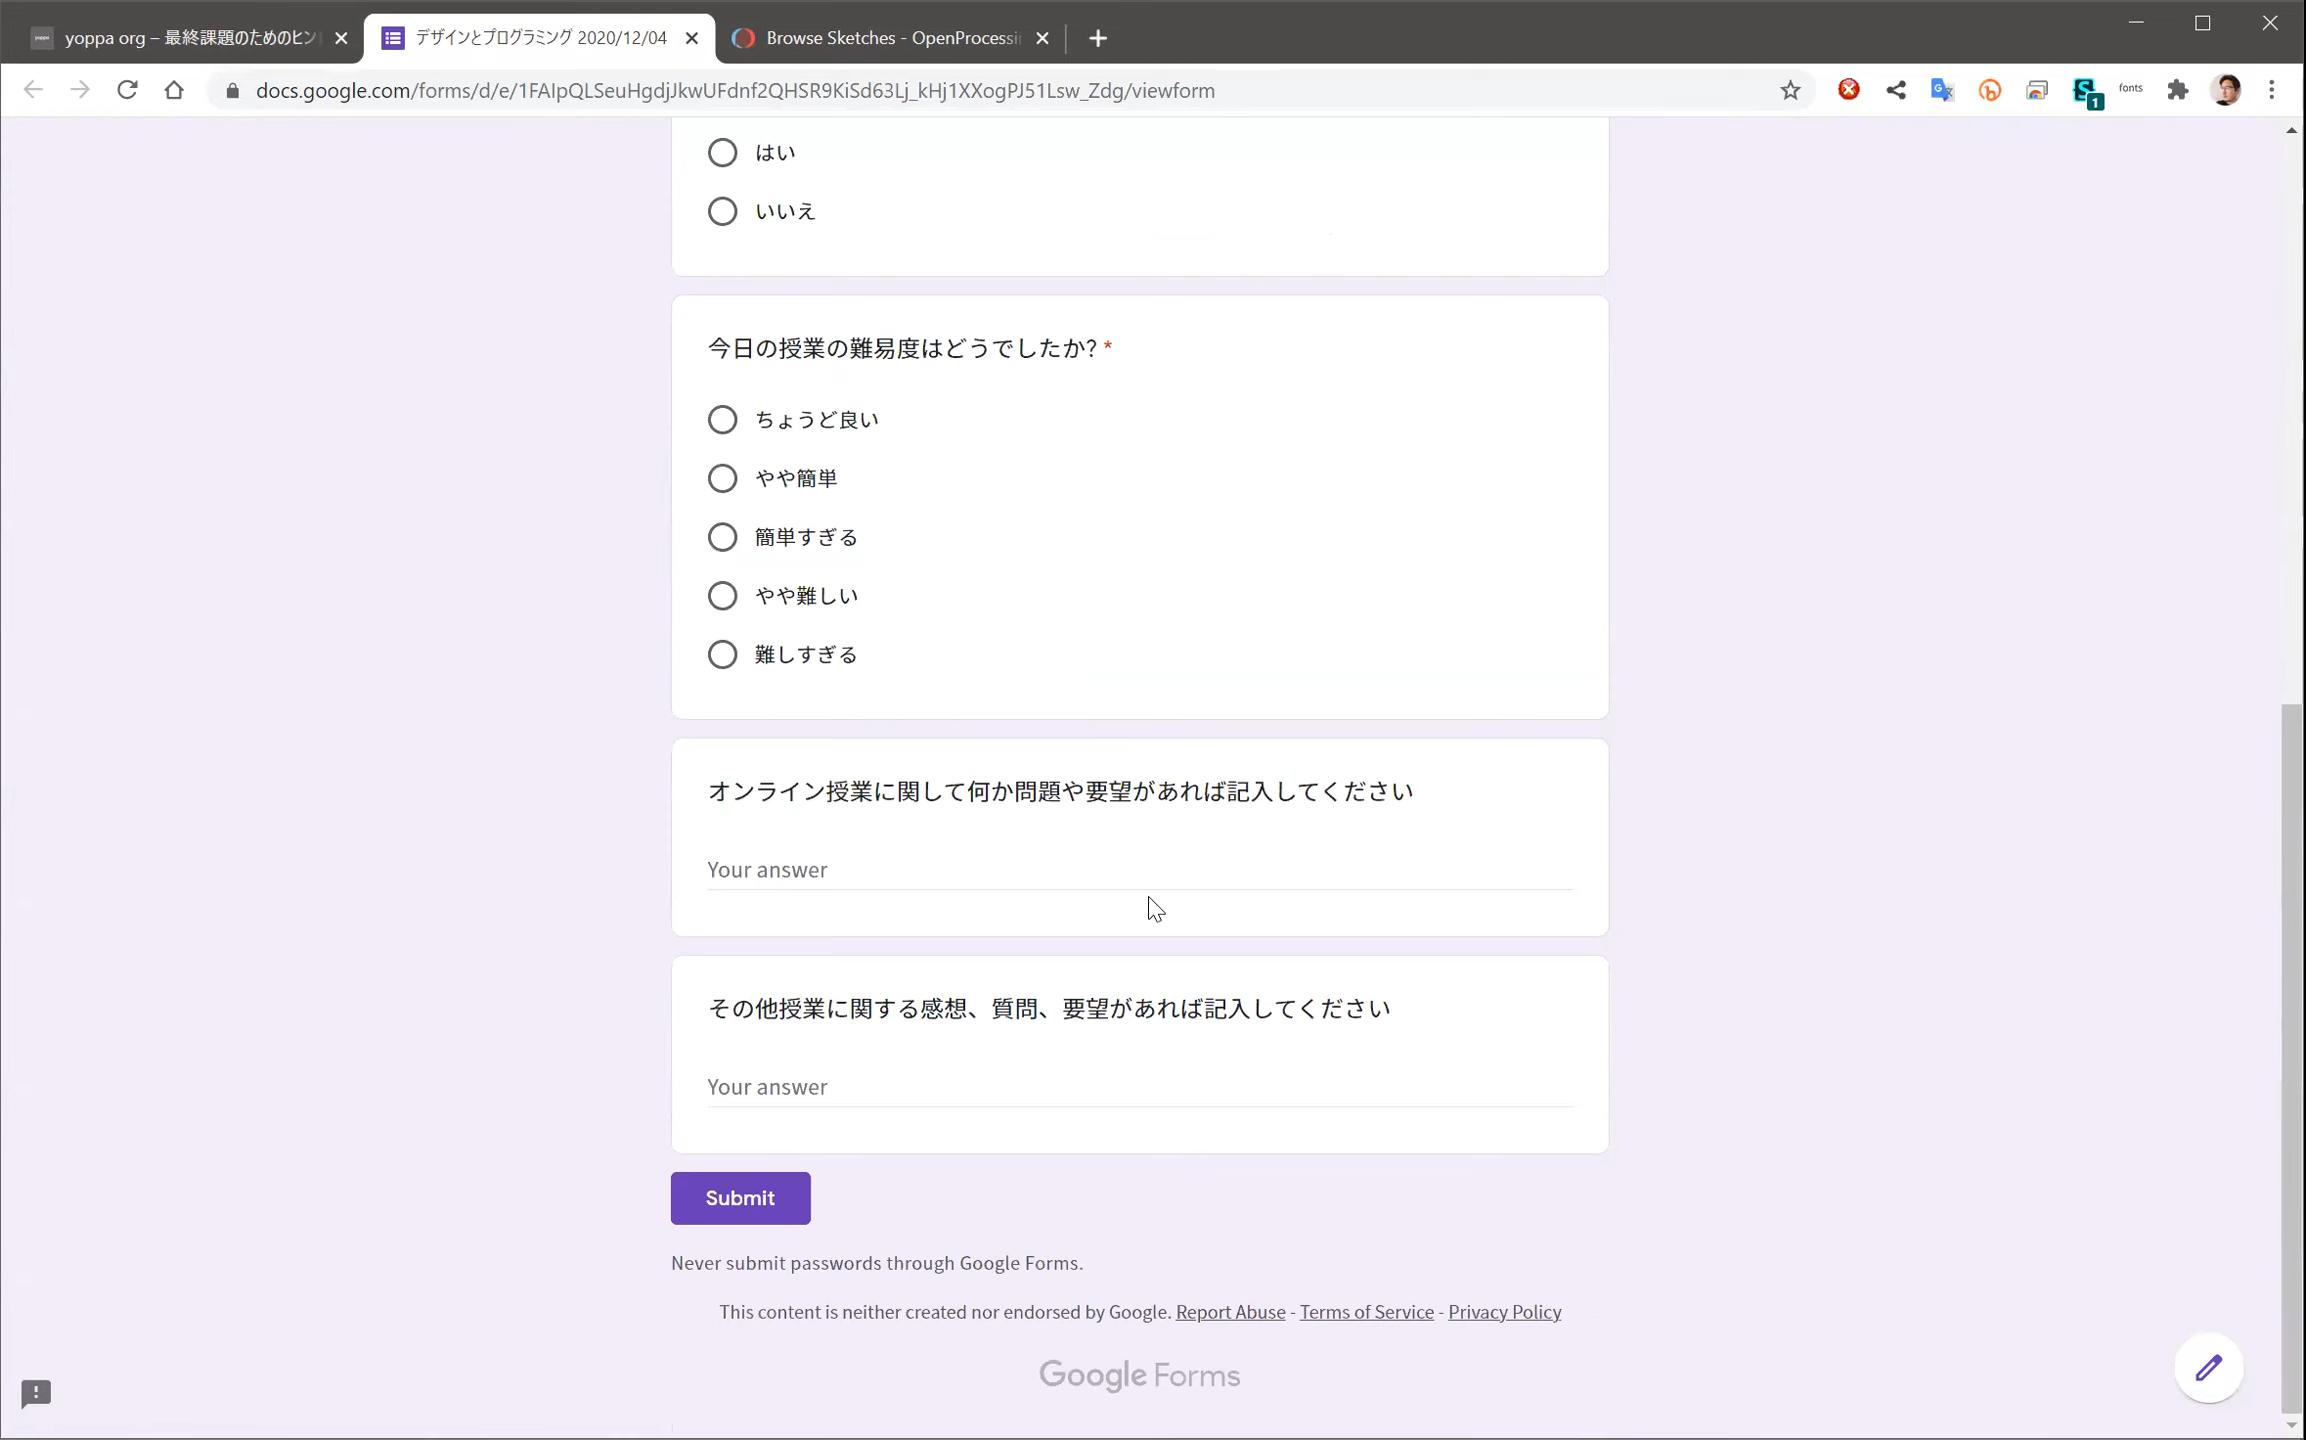 yoppa org – 最終課題のためのヒン
デザインとプログラミング 2020/12/04
Browse Sketches - OpenProcessi
docs.google.com/forms/d/e/1FAIpQLSeuHgdjJkwUFdnf2QHSR9KiSd63Lj_kHj1XXogPJ51Lsw_Zdg/viewform
fonts
1
はい
いいえ
今日の授業の難易度はどうでしたか? *
ちょうど良い
やや簡単
簡単すぎる
やや難しい
難しすぎる
オンライン授業に関して何か問題や要望があれば記入してください
Your answer
その他授業に関する感想、質問、要望があれば記入してください
Your answer
Submit
Never submit passwords through Google Forms.
This content is neither created nor endorsed by Google. Report Abuse - Terms of Service - Privacy Policy
Google Forms